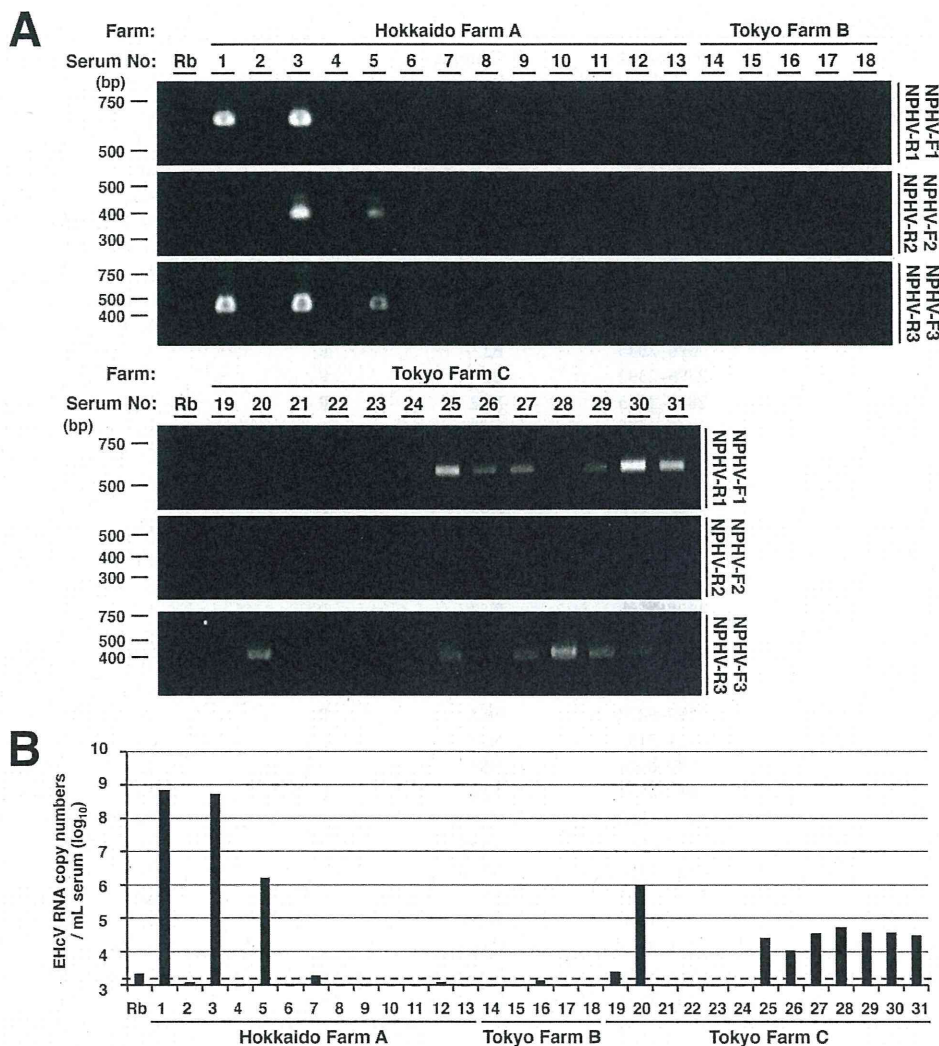 A
Farm: Hokkaido Farm A Tokyo Farm B
Serum No: Rb 1 2 3 4 5 6 7 8 9 10 11 12 13 14 15 16 17 18
(bp)
750
500
NPHV-F1
NPHV-R1
500
400
300
NPHV-F2
NPHV-R2
750
500
400
NPHV-F3
NPHV-R3
Farm: Tokyo Farm C
Serum No: Rb 19 20 21 22 23 24 25 26 27 28 29 30 31
(bp)
750
500
NPHV-F1
NPHV-R1
500
400
300
NPHV-F2
NPHV-R2
750
500
400
NPHV-F3
NPHV-R3
B
EHcV RNA copy numbers
/ mL serum (log10)
10
9
8
7
6
5
4
3
Rb 1 2 3 4 5 6 7 8 9 10 11 12 13 14 15 16 17 18 19 20 21 22 23 24 25 26 27 28 29 30 31
Hokkaido Farm A Tokyo Farm B Tokyo Farm C